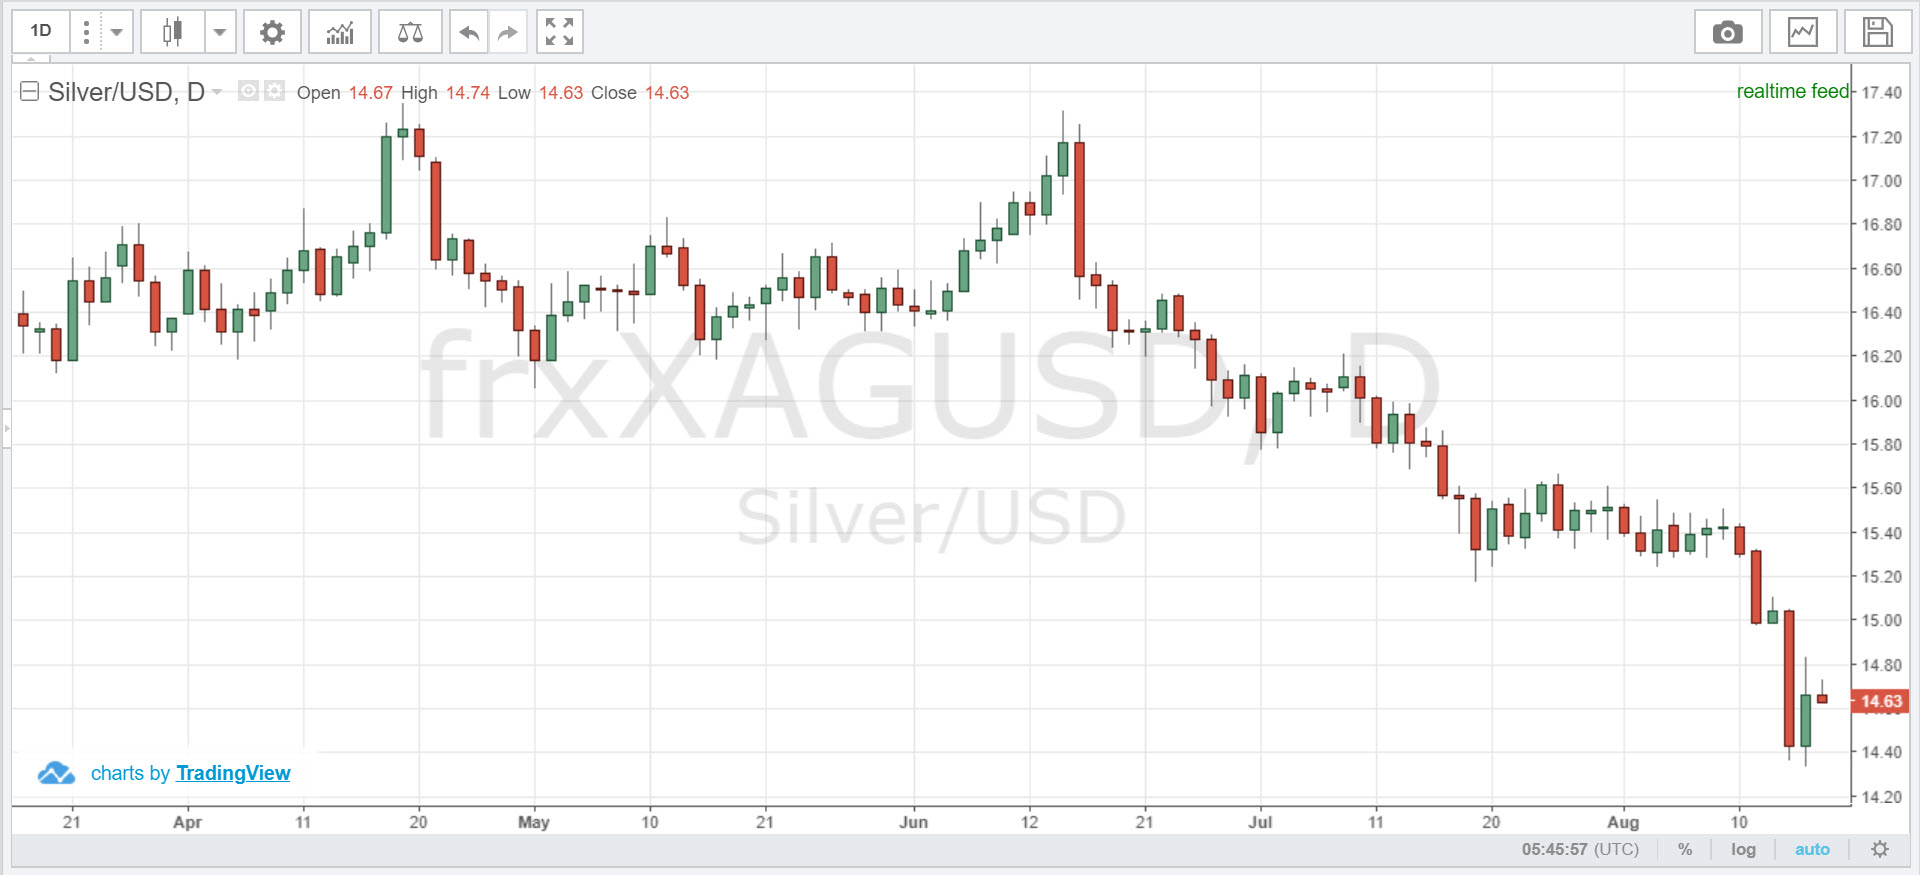 1D
Silver/USD, D Open 14.67 High 14.74 Low 14.63 Close 14.63
realtime feed
17.40
17.20
17.00
16.80
16.60
16.40
16.20
16.00
15.80
15.60
15.40
15.20
15.00
14.80
14.63
14.40
14.20
frxXAGUSD, D
Silver/USD
charts by TradingView
21 Apr 11 20 May 10 21 Jun 12 21 Jul 11 20 Aug 10
05:45:57 (UTC) % log auto